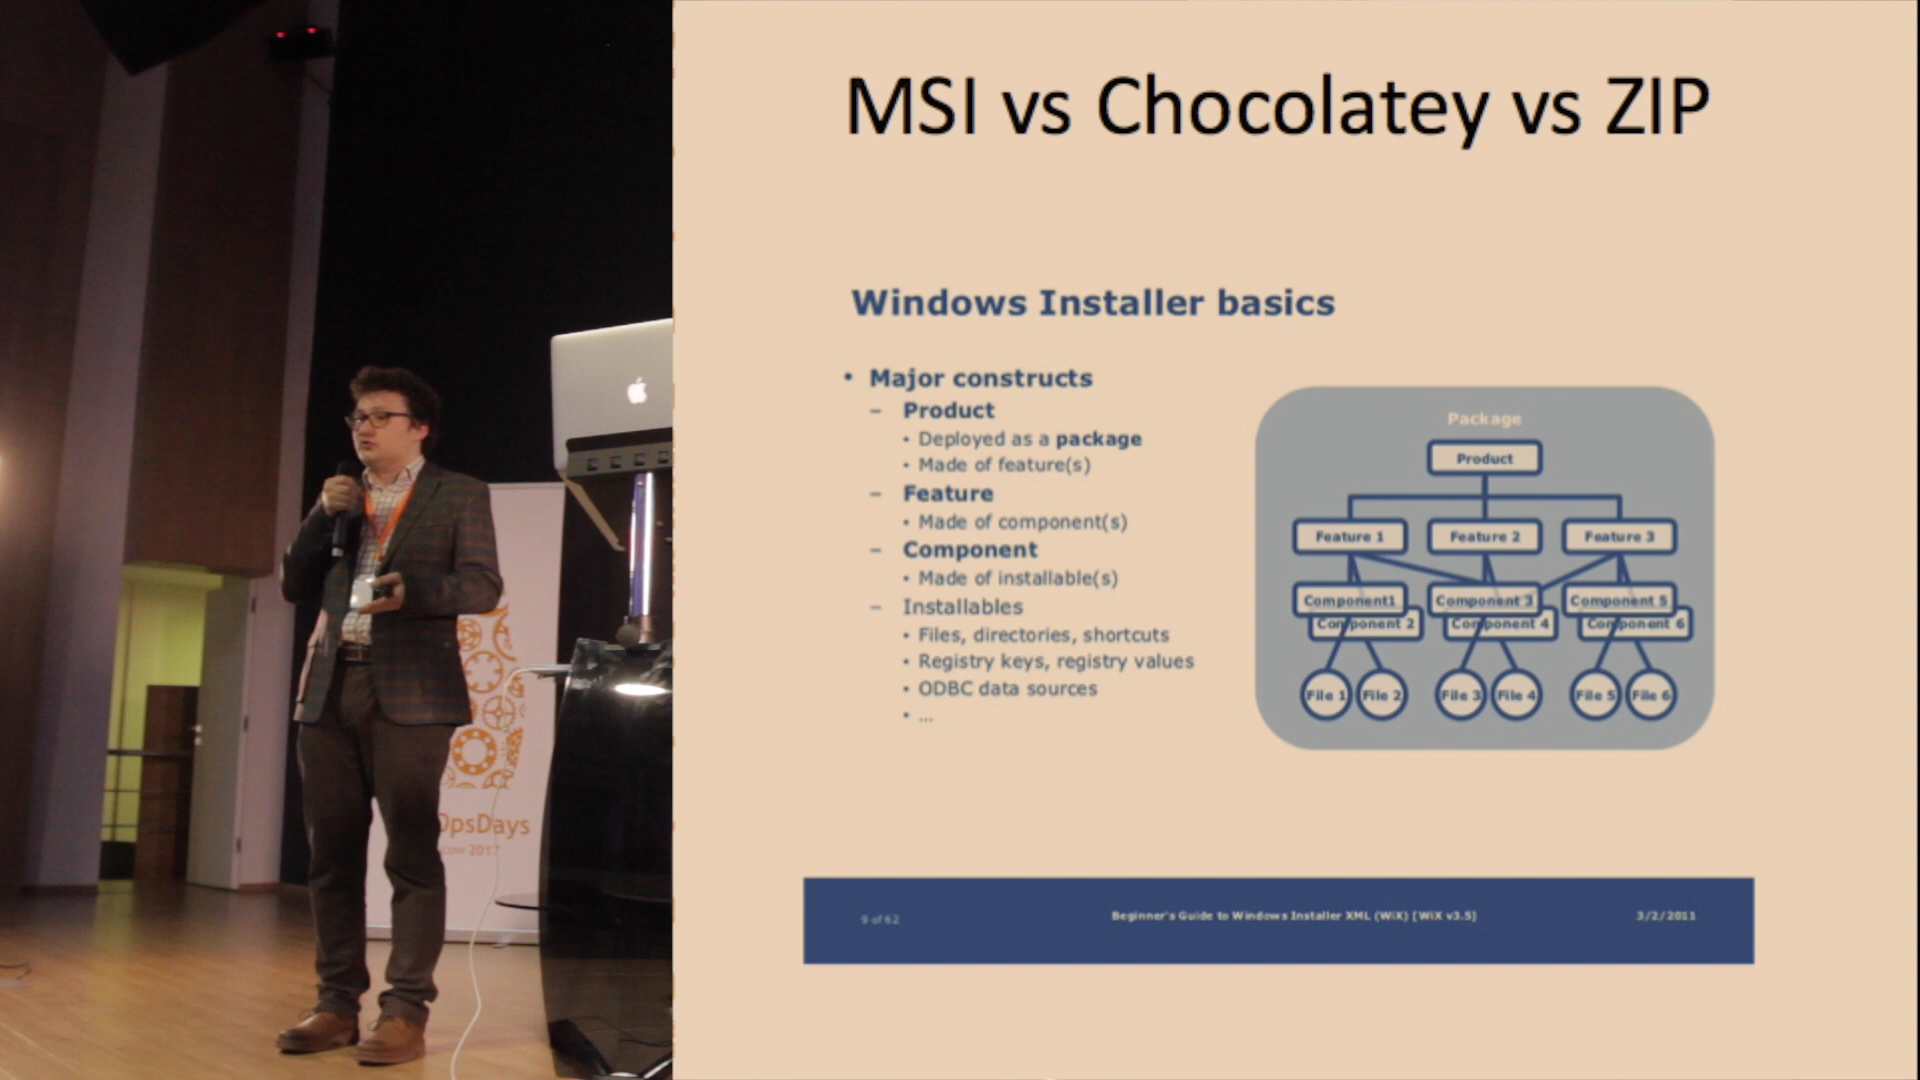 MSI vs Chocolatey vs ZIP
Windows Installer basics
• Major constructs
– Product
• Deployed as a package
• Made of feature(s)
– Feature
• Made of component(s)
– Component
• Made of installable(s)
– Installables
• Files, directories, shortcuts
• Registry keys, registry values
• ODBC data sources
• ...
Package
Product
Feature 1 Feature 2 Feature 3
Component1 Component 3 Component 5
Component 2 Component 4 Component 6
File 1 File 2 File 3 File 4 File 5 File 6
9 of 62 Beginner's Guide to Windows Installer XML (WiX) [WiX v3.5] 3/2/2011
OpsDays
2017